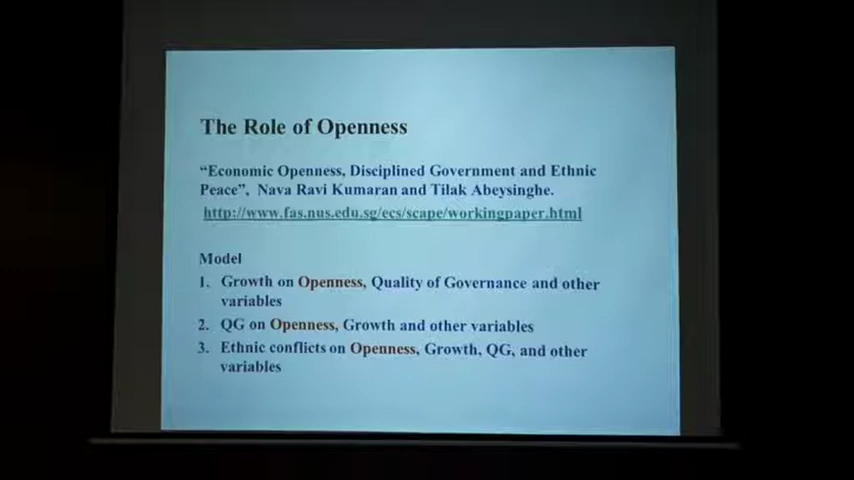 The Role of Openness
“Economic Openness, Disciplined Government and Ethnic
Peace”, Nava Ravi Kumaran and Tilak Abeysinghe.
http://www.fas.nus.edu.sg/ecs/scape/workingpaper.html
Model
1. Growth on Openness, Quality of Governance and other
variables
2. QG on Openness, Growth and other variables
3. Ethnic conflicts on Openness, Growth, QG, and other
variables